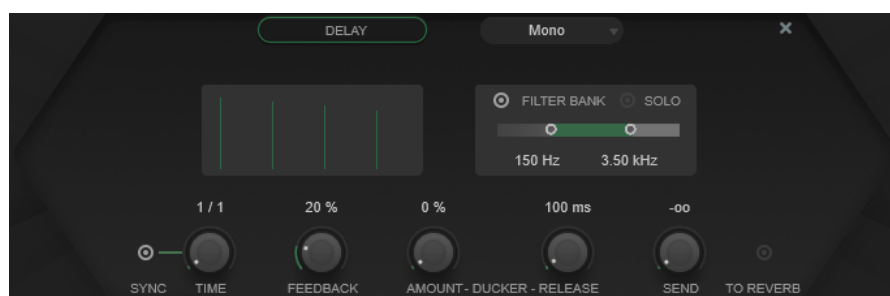 DELAY Mono
FILTER BANK SOLO
150 Hz 3.50 kHz
1 / 1 20 % 0 % 100 ms -oo
SYNC TIME FEEDBACK AMOUNT - DUCKER - RELEASE SEND TO REVERB